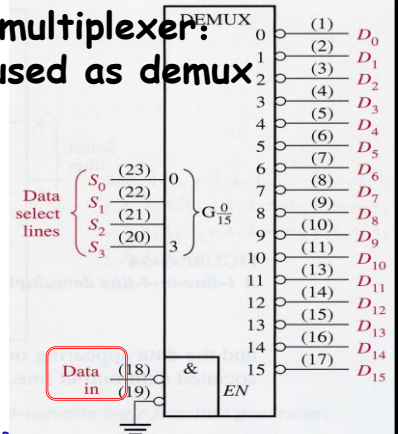 multiplexer:
used as demux
DEMUX
0 (1) D0
1 (2) D1
2 (3) D2
3 (4) D3
4 (5) D4
5 (6) D5
6 (7) D6
7 (8) D7
8 (9) D8
9 (10) D9
10 (11) D10
11 (13) D11
12 (14) D12
13 (15) D13
14 (16) D14
15 (17) D15
Data
select
lines
S0 (23) 0
S1 (22)
S2 (21)
S3 (20) 3
G 0/15
Data
in
(18)
(19)
&
EN